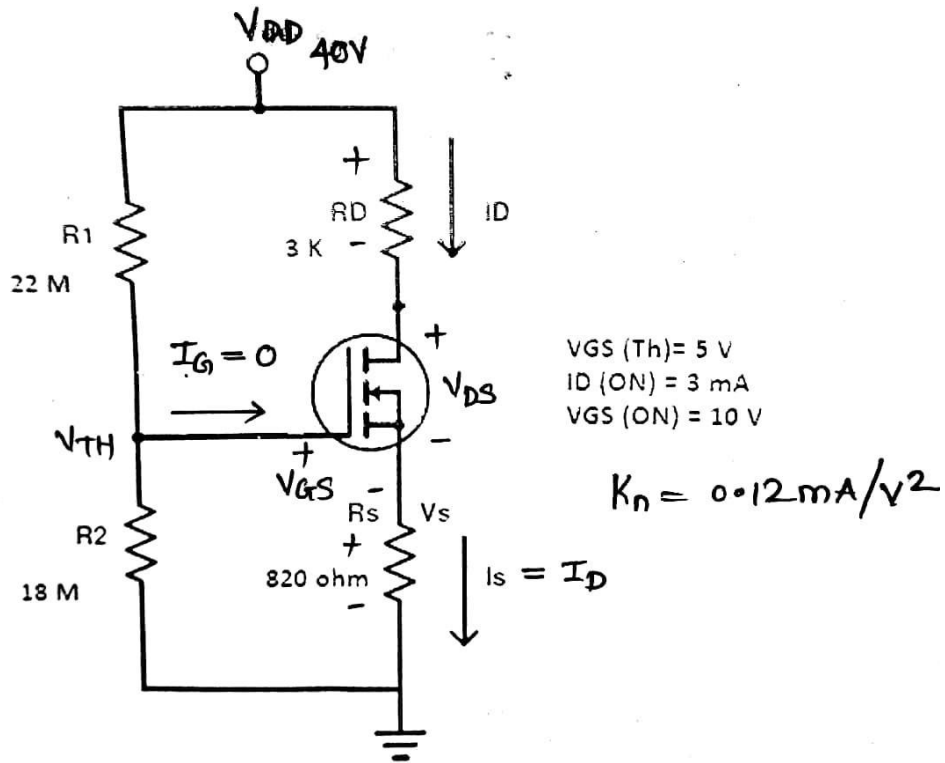 VDD 40V
+
RD
3 K
-
ID
R1
22 M
IG = 0
+
VDS
-
VTH
+
VGS
-
VGS (Th)= 5 V
ID (ON) = 3 mA
VGS (ON) = 10 V
Kn = 0.12mA/V2
R2
18 M
Rs
Vs
+
820 ohm
-
Is = ID